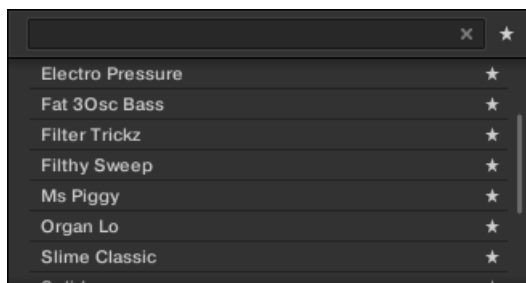 Electro Pressure
Fat 3Osc Bass
Filter Trickz
Filthy Sweep
Ms Piggy
Organ Lo
Slime Classic